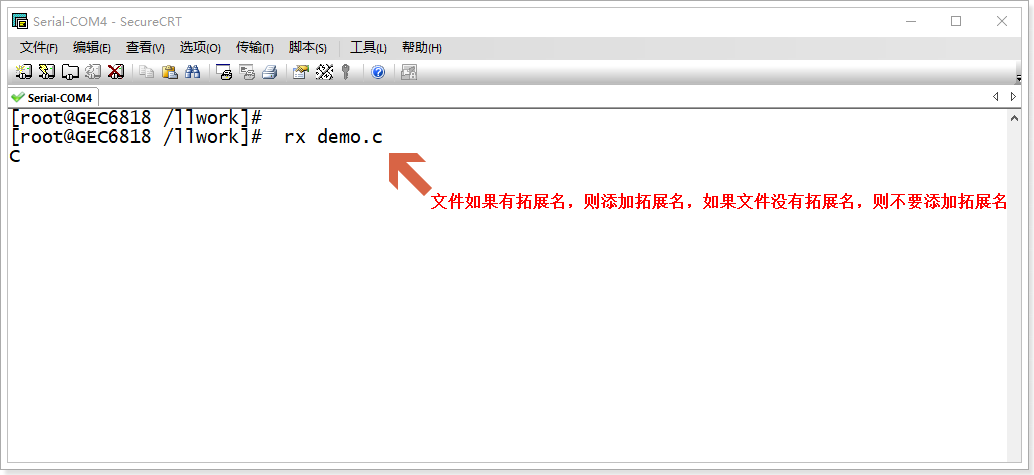 Serial-COM4 - SecureCRT
文件(F) 编辑(E) 查看(V) 选项(O) 传输(T) 脚本(S) 工具(L) 帮助(H)
Serial-COM4
[root@GEC6818 /llwork]#
[root@GEC6818 /llwork]#  rx demo.c
C
文件如果有拓展名，则添加拓展名，如果文件没有拓展名，则不要添加拓展名